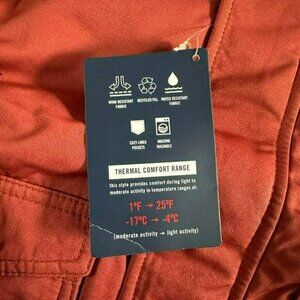 WIND RESISTANT
FABRIC
RECYCLED FILL
WATER RESISTANT
FABRIC
COZY-LINED
POCKETS
MACHINE
WASHABLE
THERMAL COMFORT RANGE
this style provides comfort during light to
moderate activity in temperature ranges of:
1°F → 25°F
-17°C → -4°C
(moderate activity → light activity)